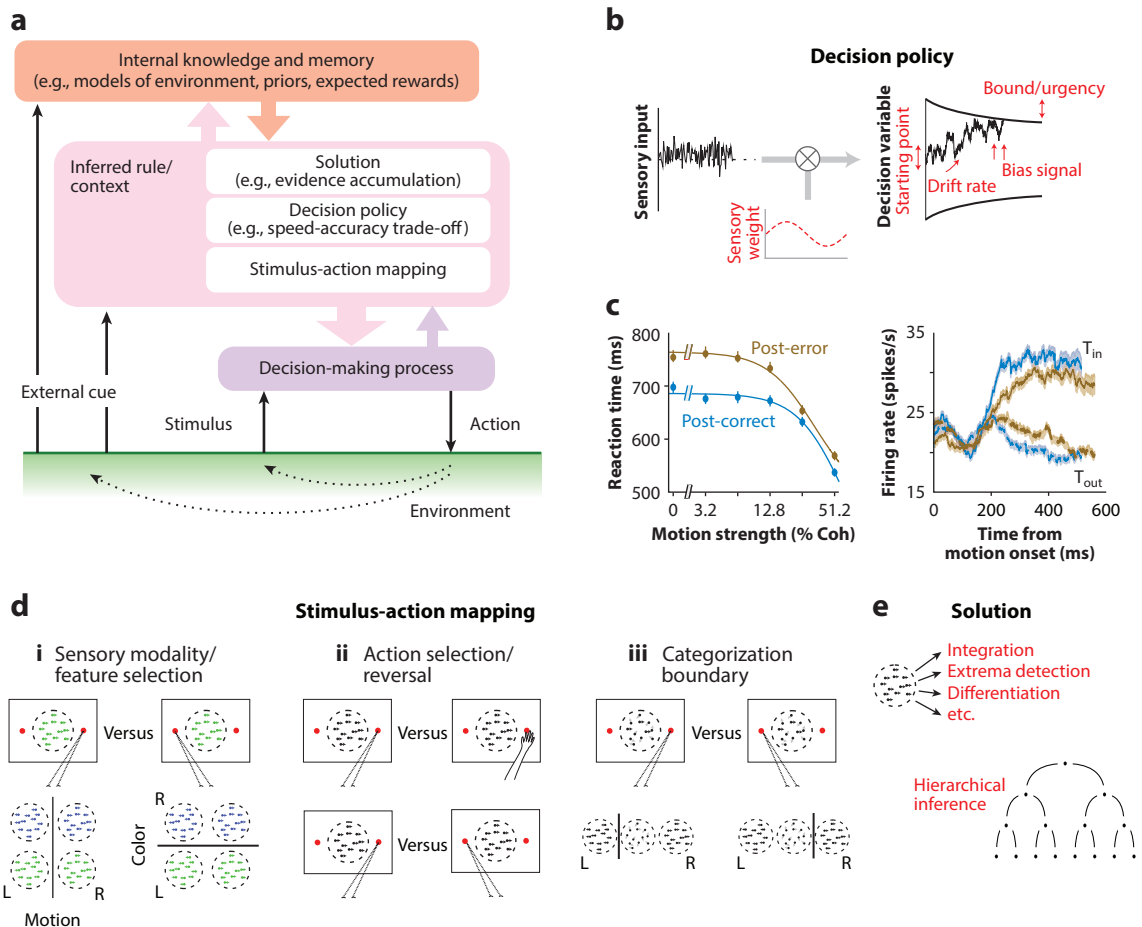 a
Internal knowledge and memory
(e.g., models of environment, priors, expected rewards)
Inferred rule/
context
Solution
(e.g., evidence accumulation)
Decision policy
(e.g., speed-accuracy trade-off)
Stimulus-action mapping
Decision-making process
External cue
Stimulus
Action
Environment
b
Decision policy
Sensory input
Sensory
weight
Decision variable
Starting point
Bound/urgency
Bias signal
Drift rate
c
Reaction time (ms)
800
700
600
500
Post-error
Post-correct
0
3.2
12.8
51.2
Motion strength (% Coh)
Firing rate (spikes/s)
35
25
15
Tin
Tout
0
200
400
600
Time from
motion onset (ms)
d
Stimulus-action mapping
i Sensory modality/
feature selection
Versus
R
Color
L
R
L
Motion
ii Action selection/
reversal
Versus
Versus
iii Categorization
boundary
Versus
L
R
L
R
e
Solution
Integration
Extrema detection
Differentiation
etc.
Hierarchical
inference